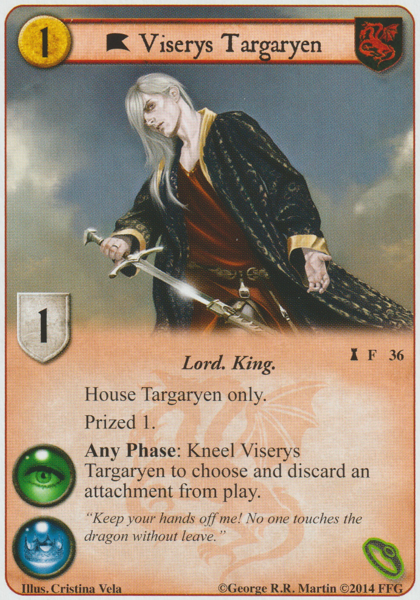 1
Viserys Targaryen
1
Lord. King.
F 36
House Targaryen only.
Prized 1.
Any Phase: Kneel Viserys
Targaryen to choose and discard an
attachment from play.
“Keep your hands off me! No one touches the
dragon without leave.”
Illus. Cristina Vela
©George R.R. Martin ©2014 FFG